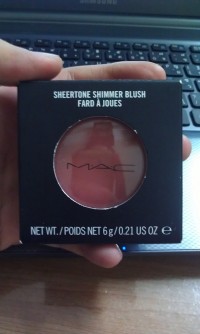 SHEERTONE SHIMMER BLUSH
FARD À JOUES
MAC
NET WT. / POIDS NET 6 g / 0.21 US OZ ℮